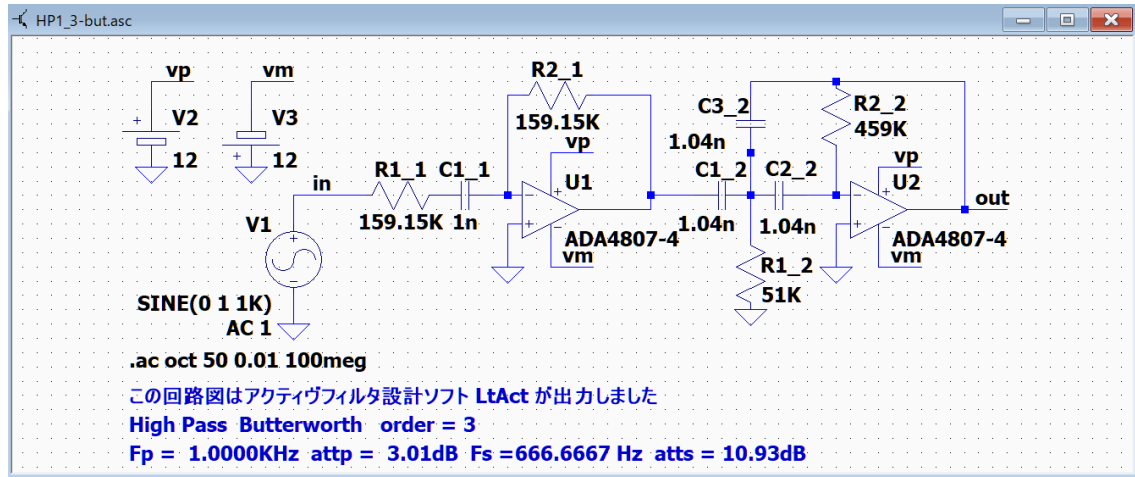 HP1_3-but.asc
vp
vm
V2
V3
+
12
+
12
in
V1
+
−
SINE(0 1 1K)
AC 1
R1_1
159.15K
C1_1
1n
R2_1
159.15K
vp
U1
ADA4807-4
vm
−
+
+
−
C3_2
1.04n
C1_2
1.04n
C2_2
1.04n
R1_2
51K
R2_2
459K
vp
U2
ADA4807-4
vm
−
+
+
−
out
.ac oct 50 0.01 100meg
この回路図はアクティヴフィルタ設計ソフト LtAct が出力しました
High Pass Butterworth order = 3
Fp = 1.0000KHz attp = 3.01dB Fs =666.6667 Hz atts = 10.93dB